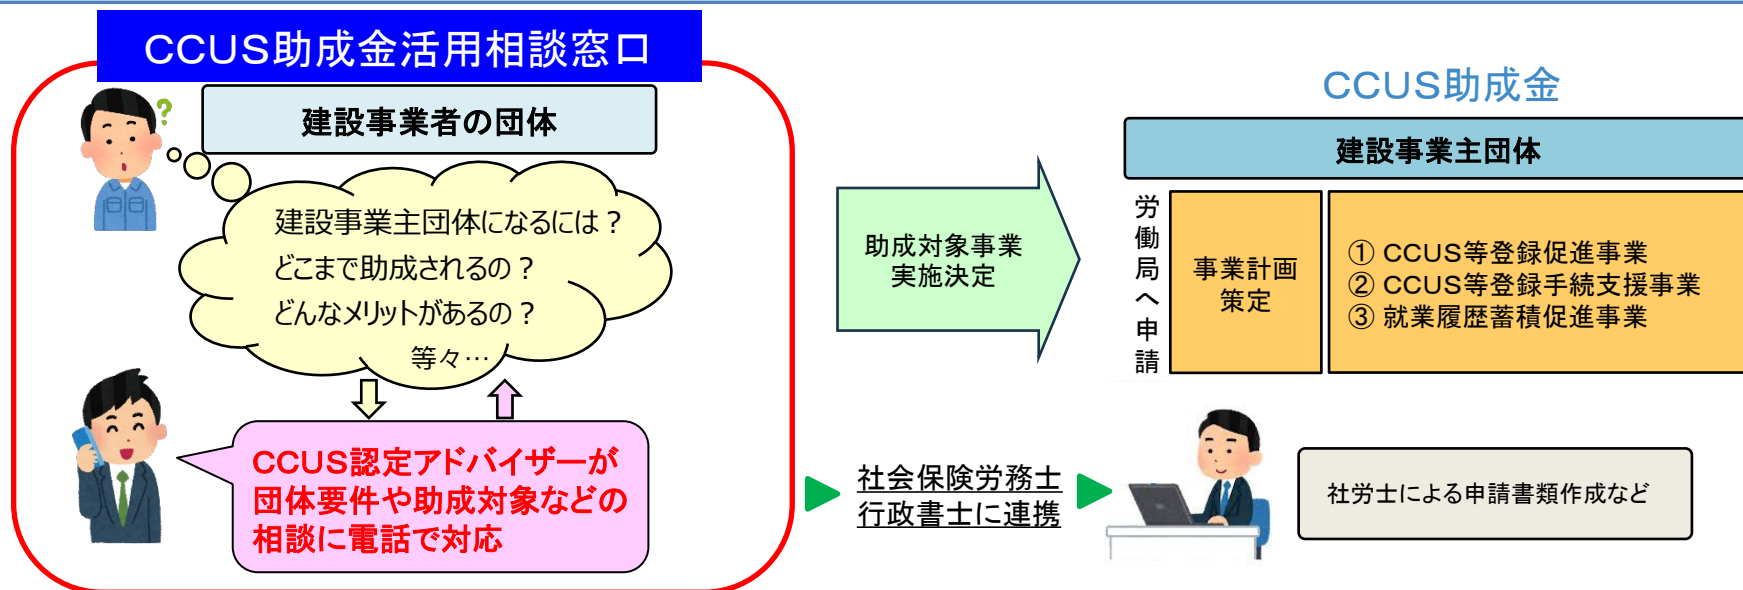 CCUS助成金活用相談窓口
?
建設事業者の団体
建設事業主団体になるには？
どこまで助成されるの？
どんなメリットがあるの？
等々…
CCUS認定アドバイザーが
団体要件や助成対象などの
相談に電話で対応
助成対象事業
実施決定
CCUS助成金
建設事業主団体
労働局へ申請
事業計画
策定
① CCUS等登録促進事業
② CCUS等登録手続支援事業
③ 就業履歴蓄積促進事業
社会保険労務士
行政書士に連携
社労士による申請書類作成など